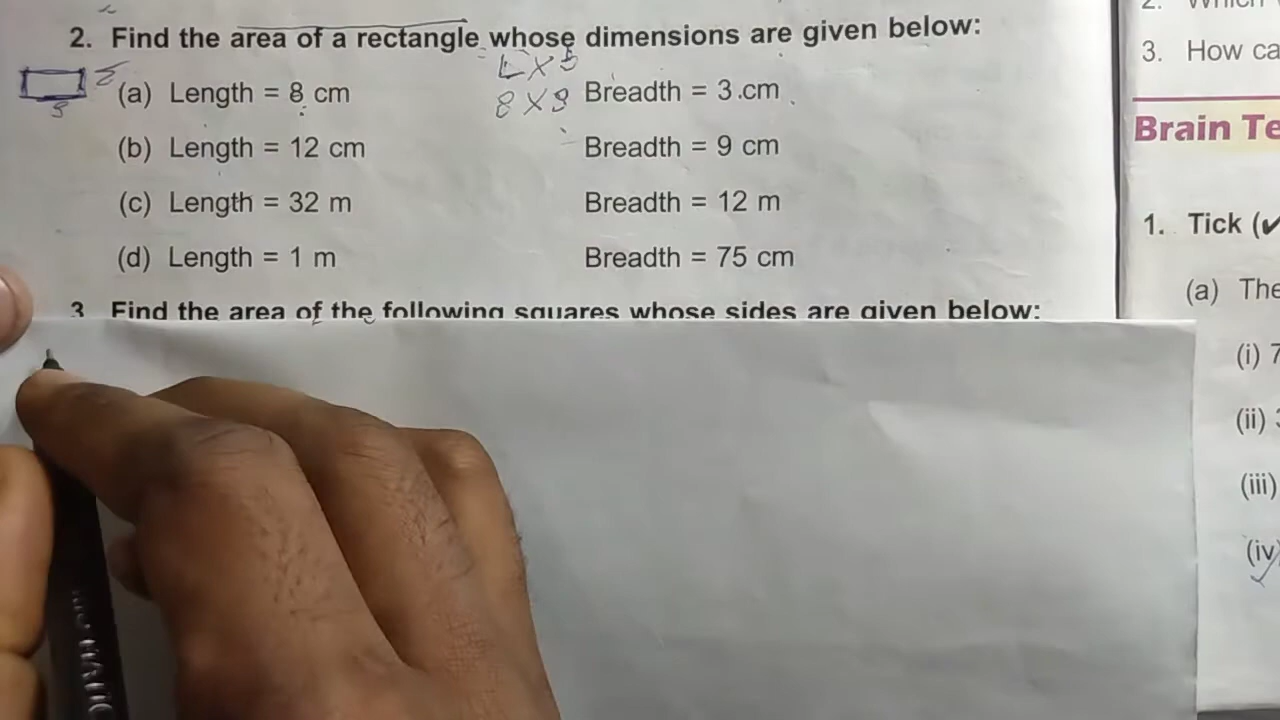 2. Find the area of a rectangle whose dimensions are given below:
L X b
(a) Length = 8 cm Breadth = 3 cm
8 X 3
(b) Length = 12 cm Breadth = 9 cm
(c) Length = 32 m Breadth = 12 m
(d) Length = 1 m Breadth = 75 cm
3 Find the area of the following squares whose sides are given below:
3. How ca
Brain Te
1. Tick (✓
(a) The
(i) 7
(ii)
(iii)
(iv)